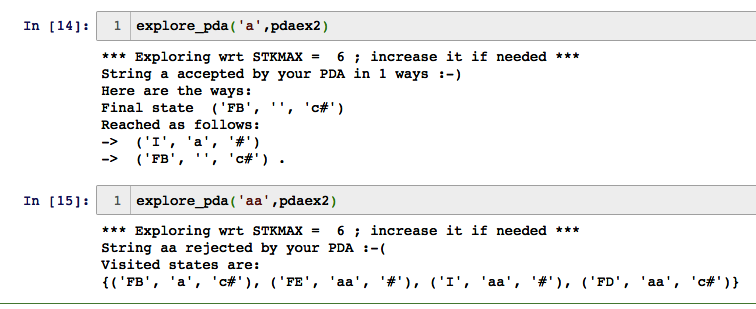 In [14]: 1 explore_pda('a',pdaex2)
*** Exploring wrt STKMAX =  6 ; increase it if needed ***
String a accepted by your PDA in 1 ways :-)
Here are the ways:
Final state  ('FB', '', 'c#')
Reached as follows:
->  ('I', 'a', '#')
->  ('FB', '', 'c#') .
In [15]: 1 explore_pda('aa',pdaex2)
*** Exploring wrt STKMAX =  6 ; increase it if needed ***
String aa rejected by your PDA :-(
Visited states are:
{('FB', 'a', 'c#'), ('FE', 'aa', '#'), ('I', 'aa', '#'), ('FD', 'aa', 'c#')}